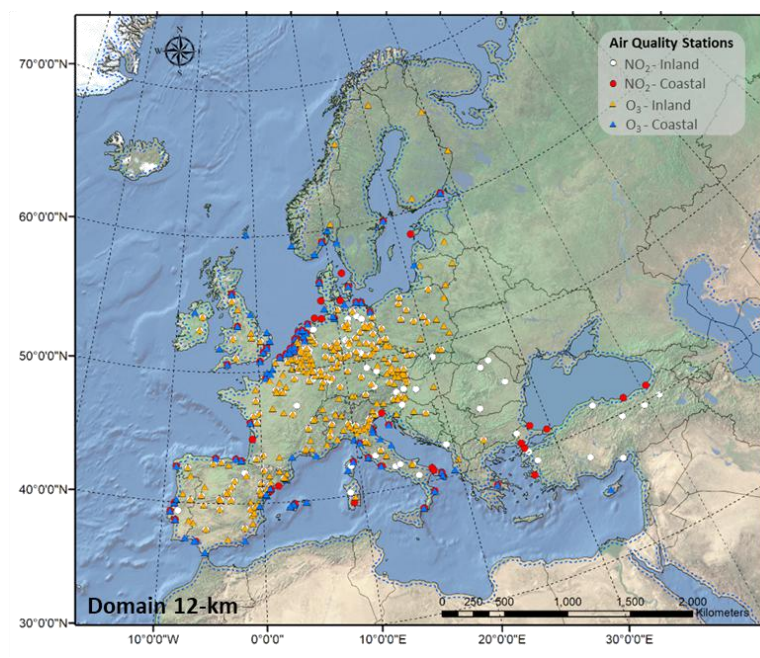 Air Quality Stations
NO₂ - Inland
NO₂ - Coastal
O₃ - Inland
O₃ - Coastal
N
W
S
70°0'0"N
60°0'0"N
50°0'0"N
40°0'0"N
30°0'0"N
Domain 12-km
0 250 500 1,000 1,500 2,000
Kilometers
10°0'0"W 0°0'0" 10°0'0"E 20°0'0"E 30°0'0"E